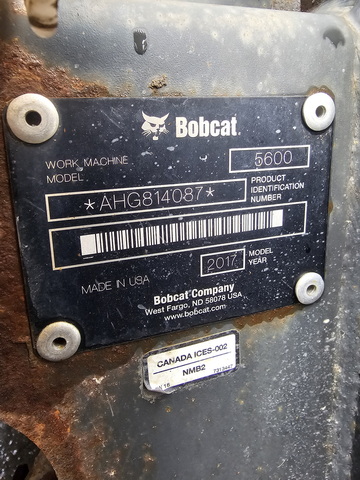 Bobcat.
WORK MACHINE
MODEL
5600
*AHG814087*
PRODUCT
IDENTIFICATION
NUMBER
2017
MODEL
YEAR
MADE IN USA
Bobcat Company
West Fargo, ND 58078 USA
www.bobcat.com
CANADA ICES-002
NMB2